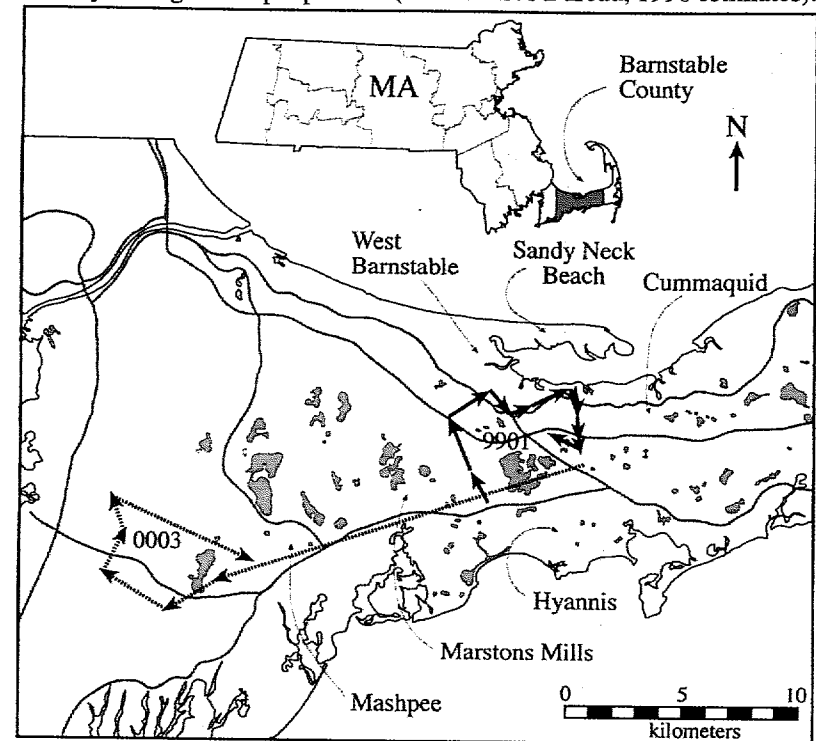 MA
Barnstable
County
N
West
Barnstable
Sandy Neck
Beach
Cummaquid
9901
0003
Hyannis
Marstons Mills
Mashpee
0 5 10
kilometers